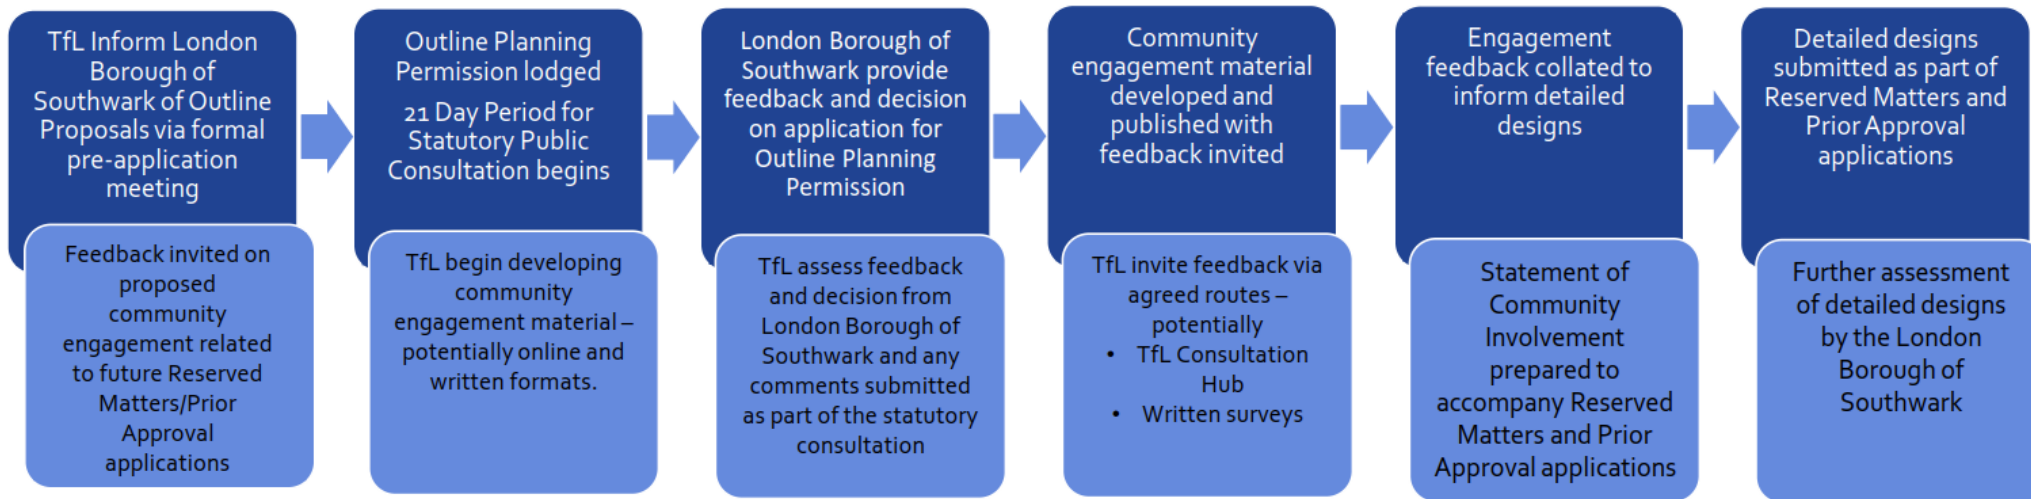 TfL Inform London
Borough of
Southwark of Outline
Proposals via formal
pre-application
meeting
Feedback invited on
proposed
community
engagement related
to future Reserved
Matters/Prior
Approval
applications
Outline Planning
Permission lodged
21 Day Period for
Statutory Public
Consultation begins
TfL begin developing
community
engagement material –
potentially online and
written formats.
London Borough of
Southwark provide
feedback and decision
on application for
Outline Planning
Permission
TfL assess feedback
and decision from
London Borough of
Southwark and any
comments submitted
as part of the statutory
consultation
Community
engagement material
developed and
published with
feedback invited
TfL invite feedback via
agreed routes –
potentially
• TfL Consultation
Hub
• Written surveys
Engagement
feedback collated to
inform detailed
designs
Statement of
Community
Involvement
prepared to
accompany Reserved
Matters and Prior
Approval applications
Detailed designs
submitted as part of
Reserved Matters and
Prior Approval
applications
Further assessment
of detailed designs
by the London
Borough of
Southwark